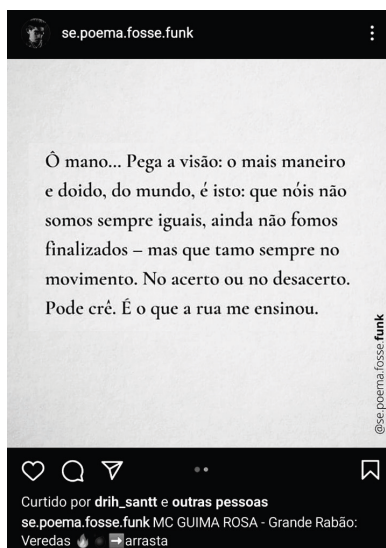 se.poema.fosse.funk
Ô mano... Pega a visão: o mais maneiro
e doido, do mundo, é isto: que nóis não
somos sempre iguais, ainda não fomos
finalizados – mas que tamo sempre no
movimento. No acerto ou no desacerto.
Pode crê. É o que a rua me ensinou.
@se.poema.fosse.funk
Curtido por drih_santt e outras pessoas
se.poema.fosse.funk MC GUIMA ROSA - Grande Rabão:
Veredas 🔥 ➡️arrasta